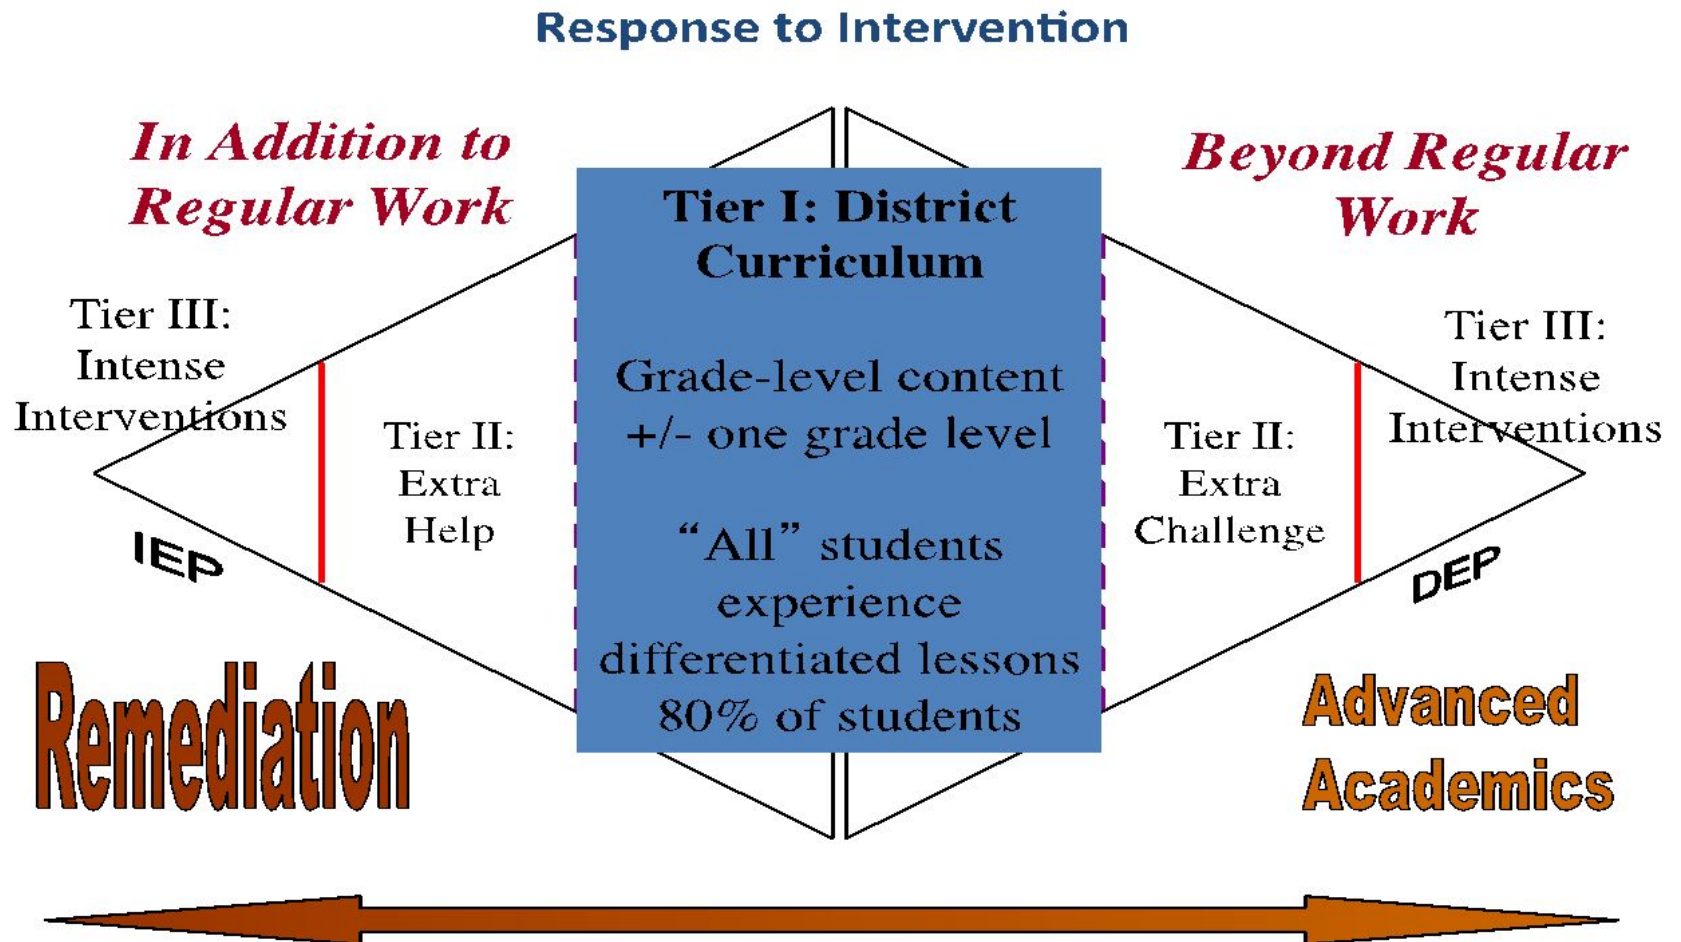 Response to Intervention
In Addition to
Regular Work
Beyond Regular
Work
Tier III:
Intense
Interventions
Tier II:
Extra
Help
IEP
Remediation
Tier I: District
Curriculum
Grade-level content
+/- one grade level
“All” students
experience
differentiated lessons
80% of students
Tier II:
Extra
Challenge
Tier III:
Intense
Interventions
DEP
Advanced
Academics